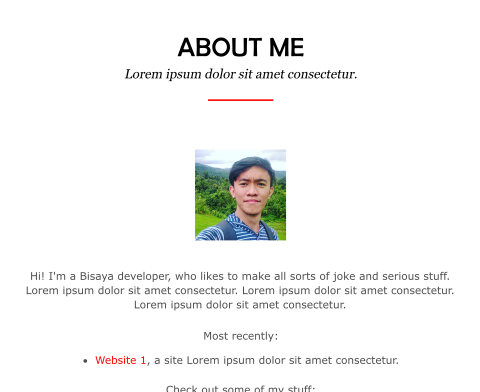 ABOUT ME
Lorem ipsum dolor sit amet consectetur.
Hi! I'm a Bisaya developer, who likes to make all sorts of joke and serious stuff.
Lorem ipsum dolor sit amet consectetur. Lorem ipsum dolor sit amet consectetur.
Lorem ipsum dolor sit amet consectetur.
Most recently:
• Website 1, a site Lorem ipsum dolor sit amet consectetur.
Check out some of my stuff: